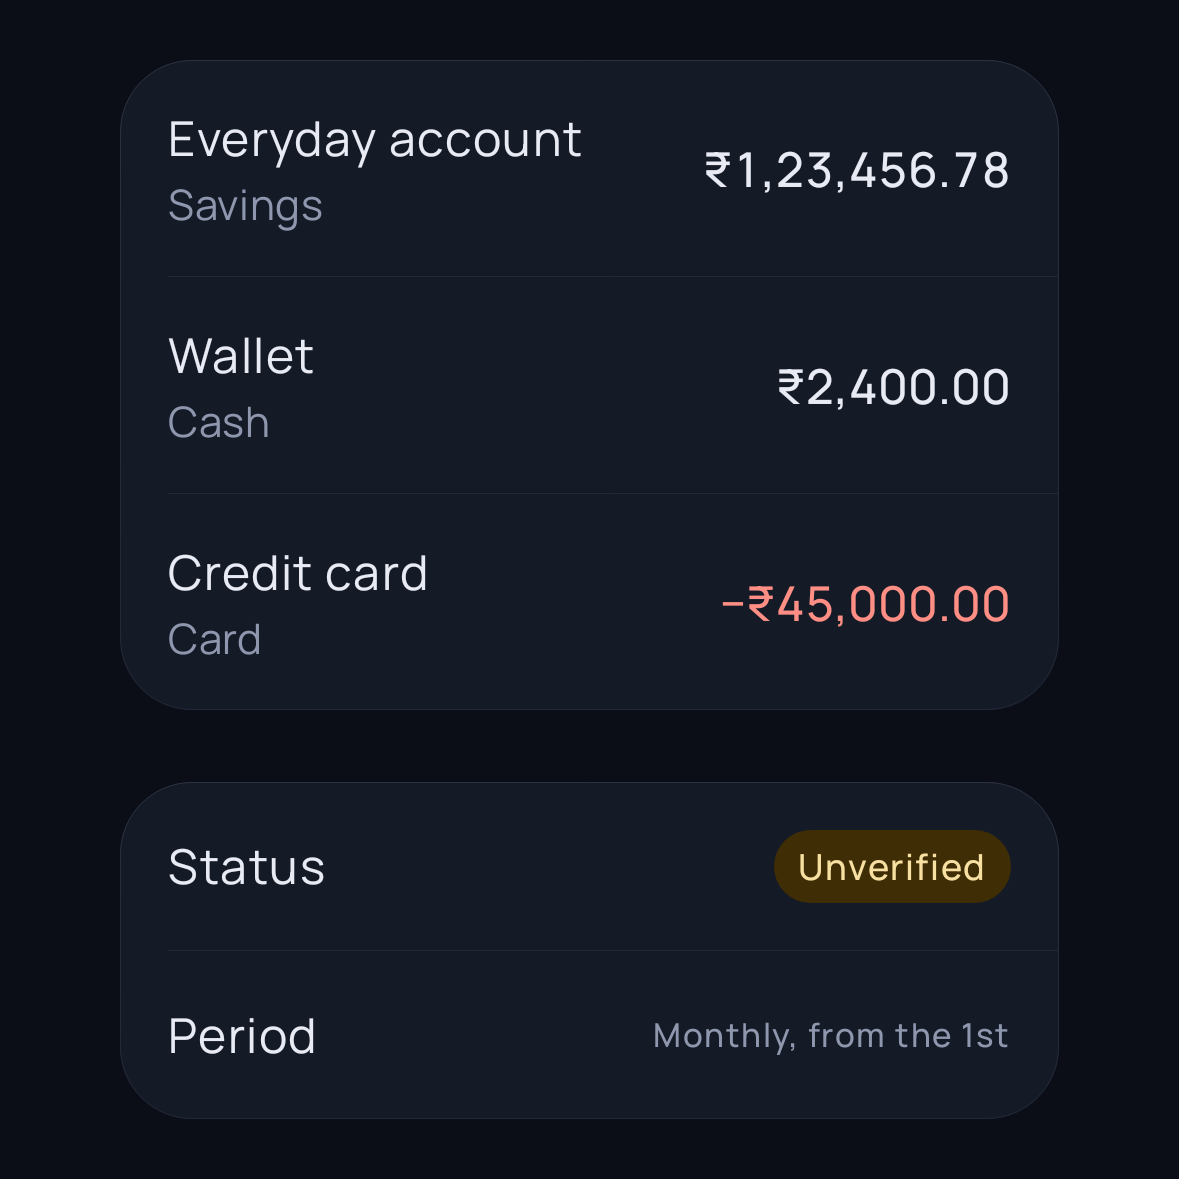 Everyday account
₹1,23,456.78
Savings
Wallet
₹2,400.00
Cash
Credit card
−₹45,000.00
Card
Status
Unverified
Period
Monthly, from the 1st